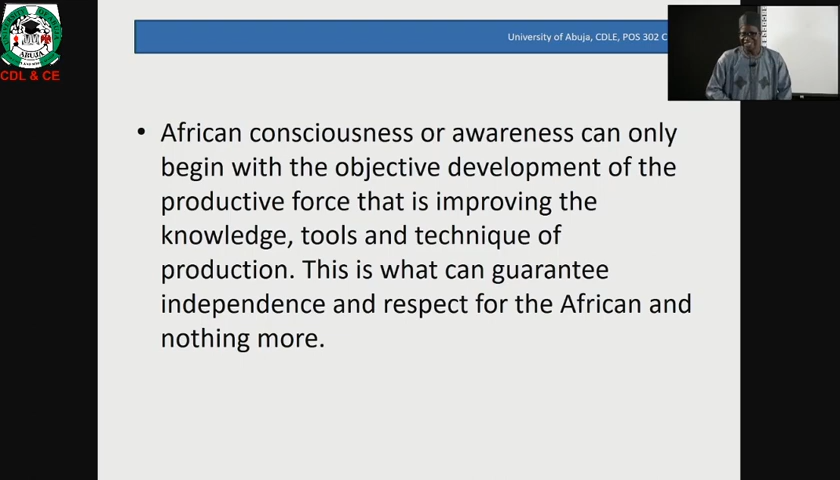 University of Abuja, CDLE, POS 302 C
ABUJA
CDL & CE
• African consciousness or awareness can only
begin with the objective development of the
productive force that is improving the
knowledge, tools and technique of
production. This is what can guarantee
independence and respect for the African and
nothing more.